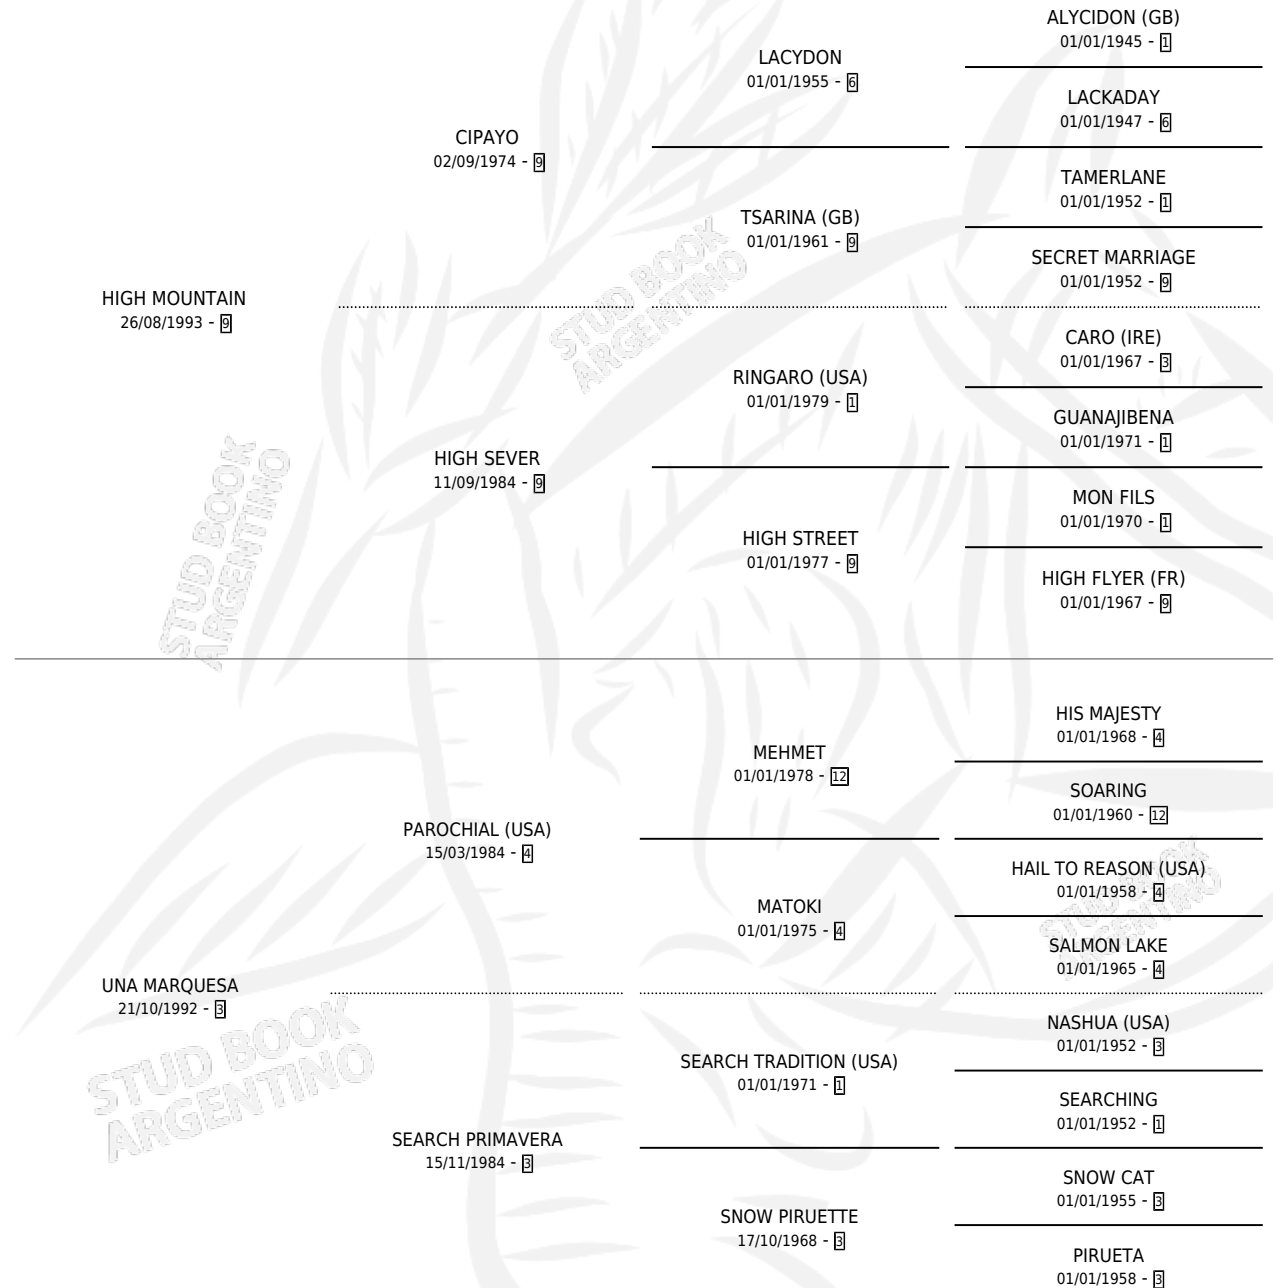 ALYCIDON (GB)
01/01/1945 - 1
LACYDON
01/01/1955 - 6
LACKADAY
01/01/1947 - 6
CIPAYO
02/09/1974 - 9
TAMERLANE
01/01/1952 - 1
TSARINA (GB)
01/01/1961 - 9
SECRET MARRIAGE
01/01/1952 - 9
HIGH MOUNTAIN
26/08/1993 - 9
CARO (IRE)
01/01/1967 - 3
RINGARO (USA)
01/01/1979 - 1
GUANAJIBENA
01/01/1971 - 1
HIGH SEVER
11/09/1984 - 9
MON FILS
01/01/1970 - 1
HIGH STREET
01/01/1977 - 9
HIGH FLYER (FR)
01/01/1967 - 9
STUD BOOK
ARGENTINO
STUD BOOK
ARGENTINO
HIS MAJESTY
01/01/1968 - 4
MEHMET
01/01/1978 - 12
SOARING
01/01/1960 - 12
PAROCHIAL (USA)
15/03/1984 - 4
HAIL TO REASON (USA)
01/01/1958 - 4
MATOKI
01/01/1975 - 4
SALMON LAKE
01/01/1965 - 4
UNA MARQUESA
21/10/1992 - 3
NASHUA (USA)
01/01/1952 - 3
SEARCH TRADITION (USA)
01/01/1971 - 1
SEARCHING
01/01/1952 - 1
SEARCH PRIMAVERA
15/11/1984 - 3
SNOW CAT
01/01/1955 - 3
SNOW PIRUETTE
17/10/1968 - 3
PIRUETA
01/01/1958 - 3
STUD BOOK
ARGENTINO
STUD BOOK
ARGENTINO